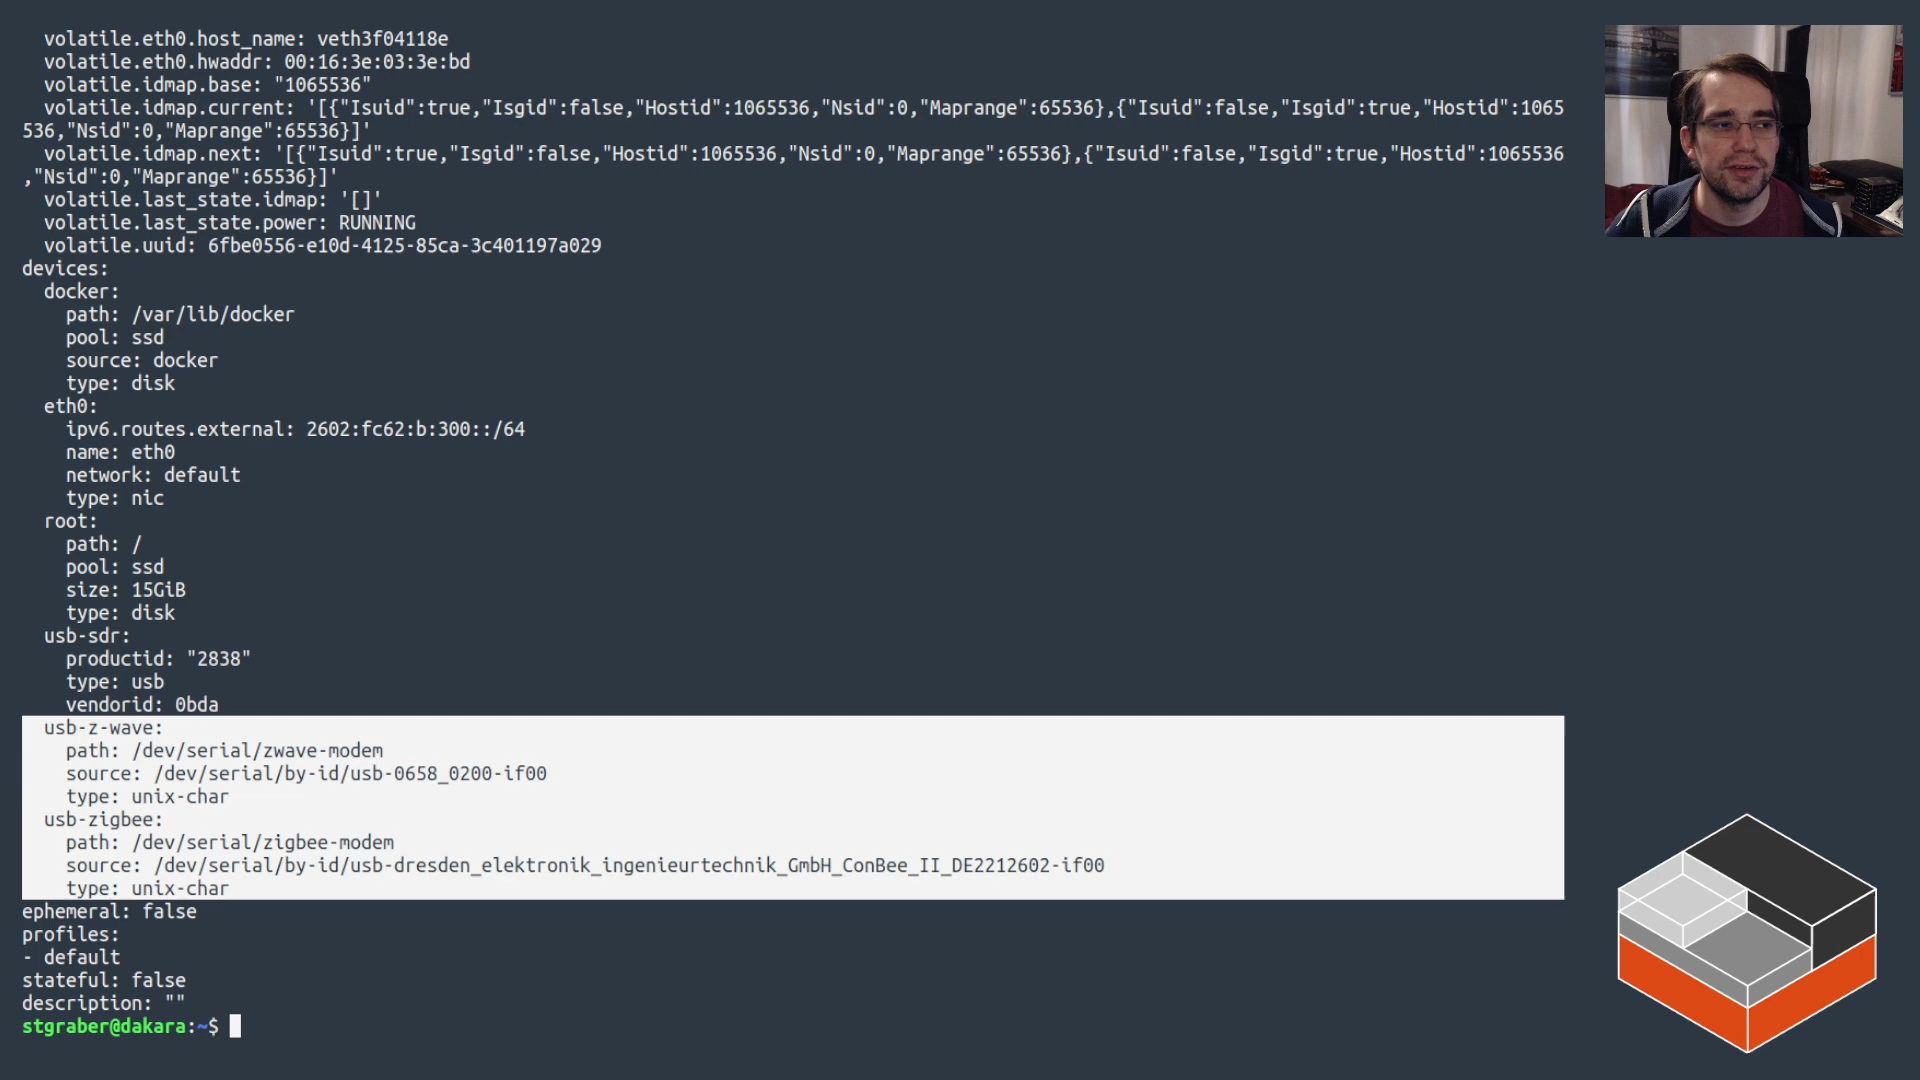 volatile.eth0.host_name: veth3f04118e
volatile.eth0.hwaddr: 00:16:3e:03:3e:bd
volatile.idmap.base: "1065536"
volatile.idmap.current: '[{"Isuid":true,"Isgid":false,"Hostid":1065536,"Nsid":0,"Maprange":65536},{"Isuid":false,"Isgid":true,"Hostid":1065
536,"Nsid":0,"Maprange":65536}]'
volatile.idmap.next: '[{"Isuid":true,"Isgid":false,"Hostid":1065536,"Nsid":0,"Maprange":65536},{"Isuid":false,"Isgid":true,"Hostid":1065536
,"Nsid":0,"Maprange":65536}]'
volatile.last_state.idmap: '[]'
volatile.last_state.power: RUNNING
volatile.uuid: 6fbe0556-e10d-4125-85ca-3c401197a029
devices:
docker:
path: /var/lib/docker
pool: ssd
source: docker
type: disk
eth0:
ipv6.routes.external: 2602:fc62:b:300::/64
name: eth0
network: default
type: nic
root:
path: /
pool: ssd
size: 15GiB
type: disk
usb-sdr:
productid: "2838"
type: usb
vendorid: 0bda
usb-z-wave:
path: /dev/serial/zwave-modem
source: /dev/serial/by-id/usb-0658_0200-if00
type: unix-char
usb-zigbee:
path: /dev/serial/zigbee-modem
source: /dev/serial/by-id/usb-dresden_elektronik_ingenieurtechnik_GmbH_ConBee_II_DE2212602-if00
type: unix-char
ephemeral: false
profiles:
- default
stateful: false
description: ""
stgraber@dakara:~$